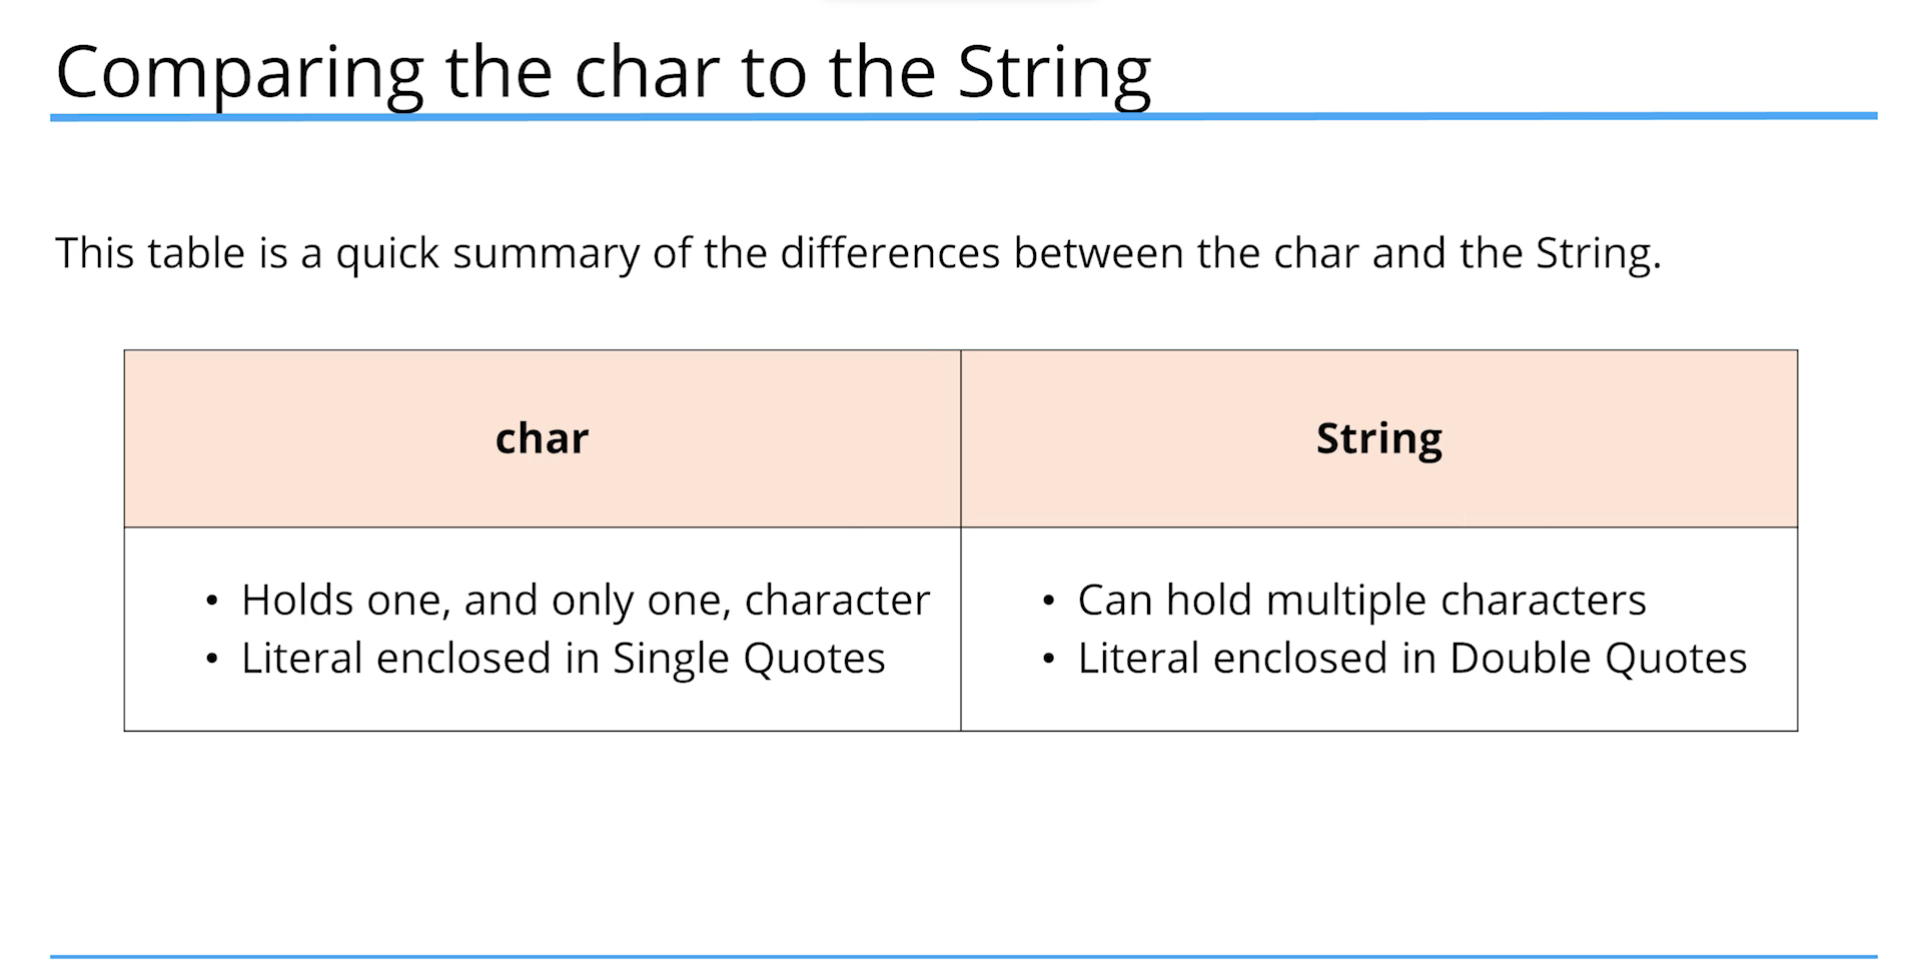 Comparing the char to the String
This table is a quick summary of the differences between the char and the String.
char
String
• Holds one, and only one, character
• Literal enclosed in Single Quotes
• Can hold multiple characters
• Literal enclosed in Double Quotes